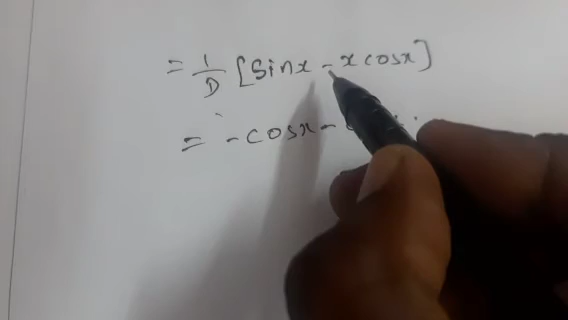 = 1/D [Sinx - x cosx]
= - cosx -